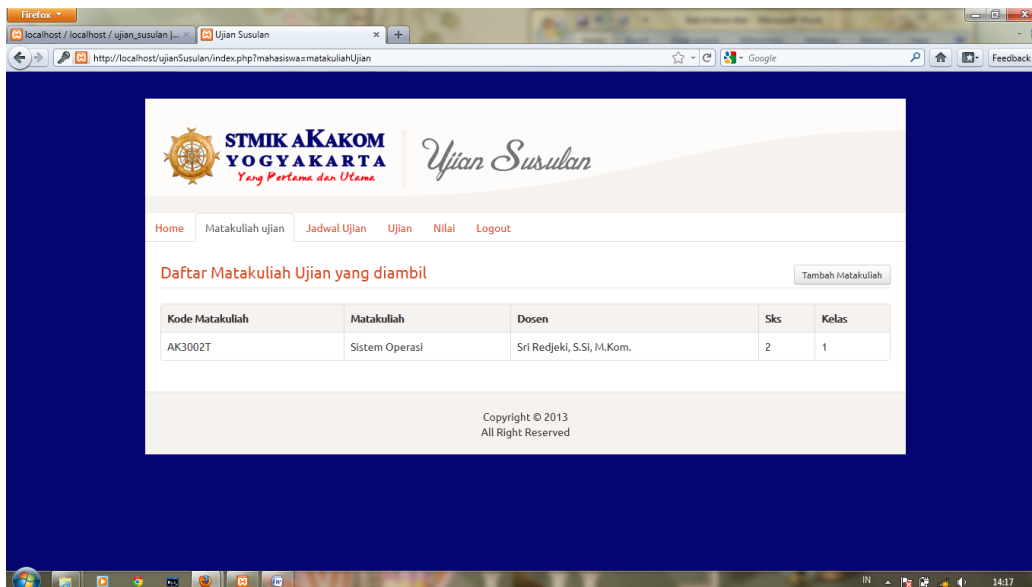 Firefox
localhost / localhost / ujian_susulan |...
Ujian Susulan
http://localhost/ujianSusulan/index.php?mahasiswa=matakuliahUjian
Google
Feedback
STMIK AKAKOM
YOGYAKARTA
Yang Pertama dan Utama
Ujian Susulan
Home Matakuliah ujian Jadwal Ujian Ujian Nilai Logout
Daftar Matakuliah Ujian yang diambil
Tambah Matakuliah
Kode Matakuliah Matakuliah Dosen Sks Kelas
AK3002T Sistem Operasi Sri Redjeki, S.Si, M.Kom. 2 1
Copyright © 2013
All Right Reserved
IN 14:17